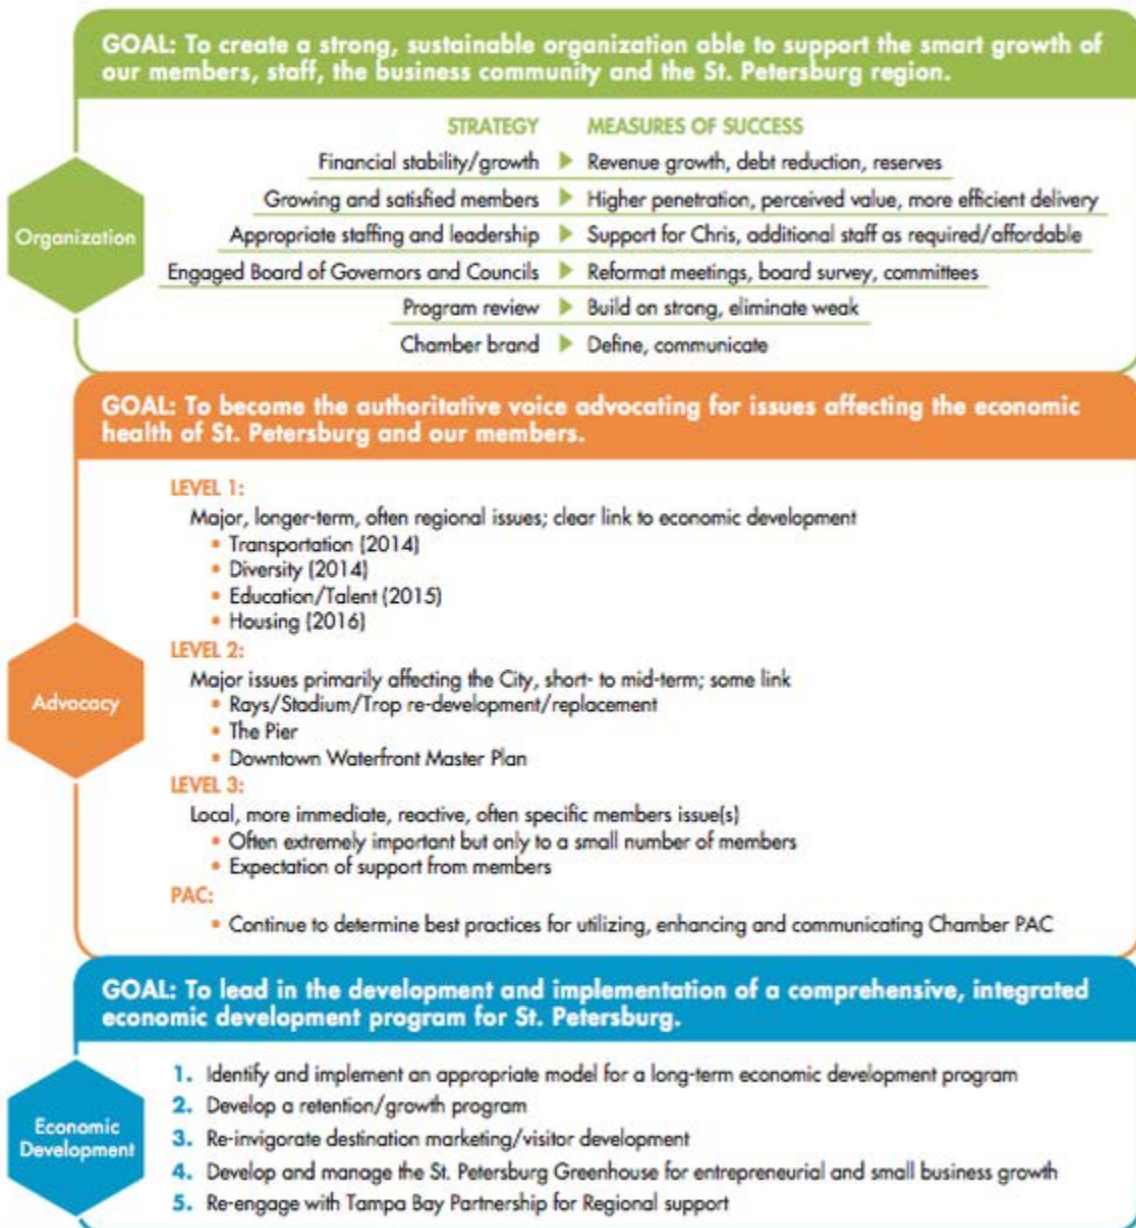 GOAL: To create a strong, sustainable organization able to support the smart growth of
our members, staff, the business community and the St. Petersburg region.
Organization
STRATEGY MEASURES OF SUCCESS
Financial stability/growth Revenue growth, debt reduction, reserves
Growing and satisfied members Higher penetration, perceived value, more efficient delivery
Appropriate staffing and leadership Support for Chris, additional staff as required/affordable
Engaged Board of Governors and Councils Reformat meetings, board survey, committees
Program review Build on strong, eliminate weak
Chamber brand Define, communicate
GOAL: To become the authoritative voice advocating for issues affecting the economic
health of St. Petersburg and our members.
Advocacy
LEVEL 1:
Major, longer-term, often regional issues; clear link to economic development
• Transportation (2014)
• Diversity (2014)
• Education/Talent (2015)
• Housing (2016)
LEVEL 2:
Major issues primarily affecting the City, short- to mid-term; some link
• Rays/Stadium/Trop re-development/replacement
• The Pier
• Downtown Waterfront Master Plan
LEVEL 3:
Local, more immediate, reactive, often specific members issue(s)
• Often extremely important but only to a small number of members
• Expectation of support from members
PAC:
• Continue to determine best practices for utilizing, enhancing and communicating Chamber PAC
GOAL: To lead in the development and implementation of a comprehensive, integrated
economic development program for St. Petersburg.
Economic
Development
1. Identify and implement an appropriate model for a long-term economic development program
2. Develop a retention/growth program
3. Re-invigorate destination marketing/visitor development
4. Develop and manage the St. Petersburg Greenhouse for entrepreneurial and small business growth
5. Re-engage with Tampa Bay Partnership for Regional support